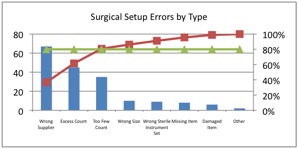 Surgical Setup Errors by Type
80 100%
80%
60
60%
40
40%
20
20%
0 0%
Wrong Excess Count Too Few Wrong Size Wrong Sterile Missing Item Damaged Other
Supplier Count Instrument Item
Set